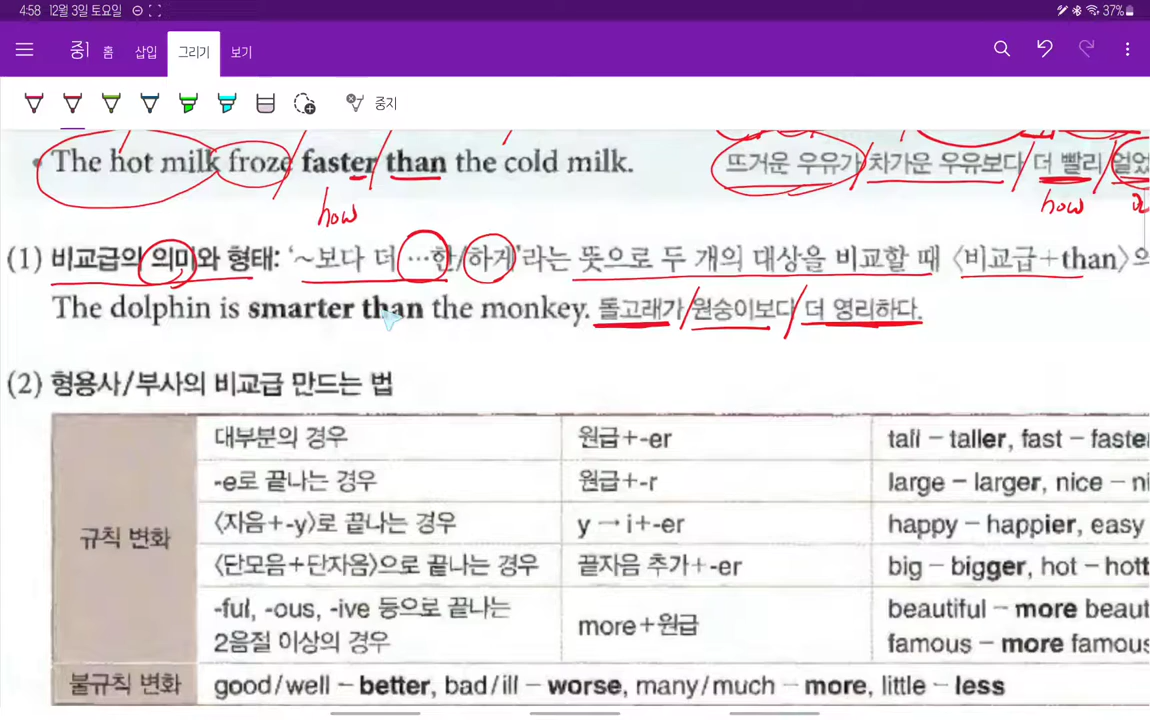 4:58 12월 3일 토요일
37%
중1 홈 삽입 그리기 보기
중지
• The hot milk froze faster than the cold milk. 뜨거운 우유가 차가운 우유보다 더 빨리 얼었
how how
(1) 비교급의 의미와 형태: '~보다 더 …한/하게'라는 뜻으로 두 개의 대상을 비교할 때 〈비교급+than〉의
The dolphin is smarter than the monkey. 돌고래가 원숭이보다 더 영리하다.
(2) 형용사/부사의 비교급 만드는 법
대부분의 경우 원급+-er tall – taller, fast – faste
-e로 끝나는 경우 원급+-r large – larger, nice – ni
규칙 변화 〈자음+-y〉로 끝나는 경우 y → i+-er happy – happier, easy
〈단모음+단자음〉으로 끝나는 경우 끝자음 추가+-er big – bigger, hot – hott
-ful, -ous, -ive 등으로 끝나는 beautiful – more beaut
2음절 이상의 경우 more+원급 famous – more famous
불규칙 변화 good/well – better, bad/ill – worse, many/much – more, little – less